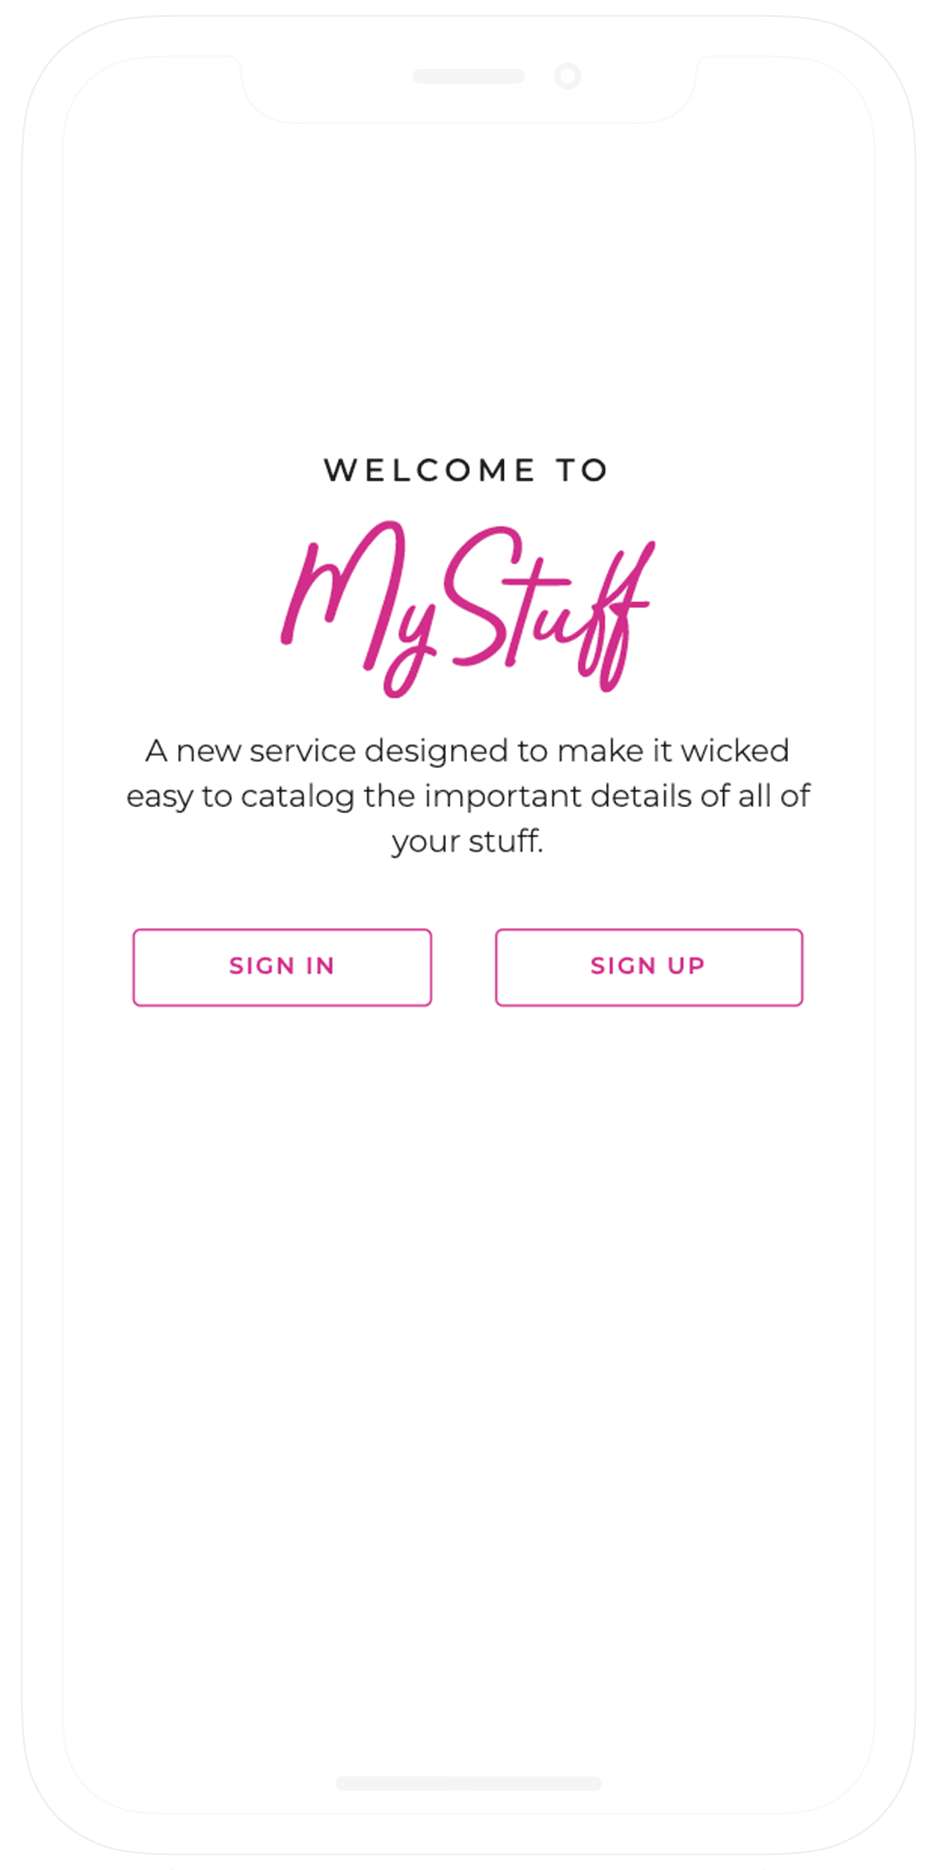 WELCOME TO
MyStuff
A new service designed to make it wicked
easy to catalog the important details of all of
your stuff.
SIGN IN
SIGN UP